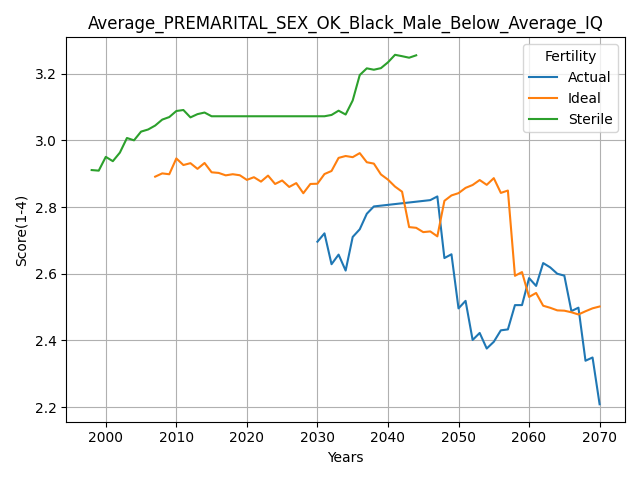 Average_PREMARITAL_SEX_OK_Black_Male_Below_Average_IQ
Fertility
Actual
Ideal
Sterile
Score(1-4)
3.2
3.0
2.8
2.6
2.4
2.2
2000 2010 2020 2030 2040 2050 2060 2070
Years